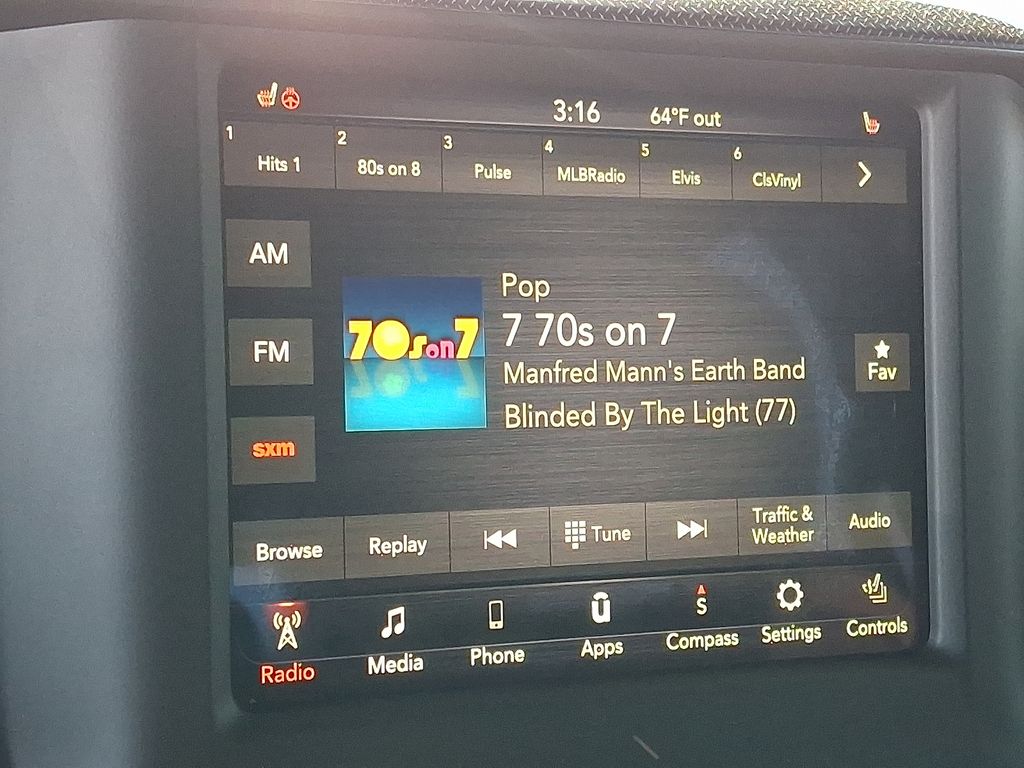 3:16 64°F out
1 Hits 1
2 80s on 8
3 Pulse
4 MLBRadio
5 Elvis
6 ClsVinyl
AM
FM
sxm
70s on 7
Pop
7 70s on 7
Manfred Mann's Earth Band
Blinded By The Light (77)
Fav
Browse
Replay
Tune
Traffic &
Weather
Audio
Radio
Media
Phone
Apps
S
Compass
Settings
Controls